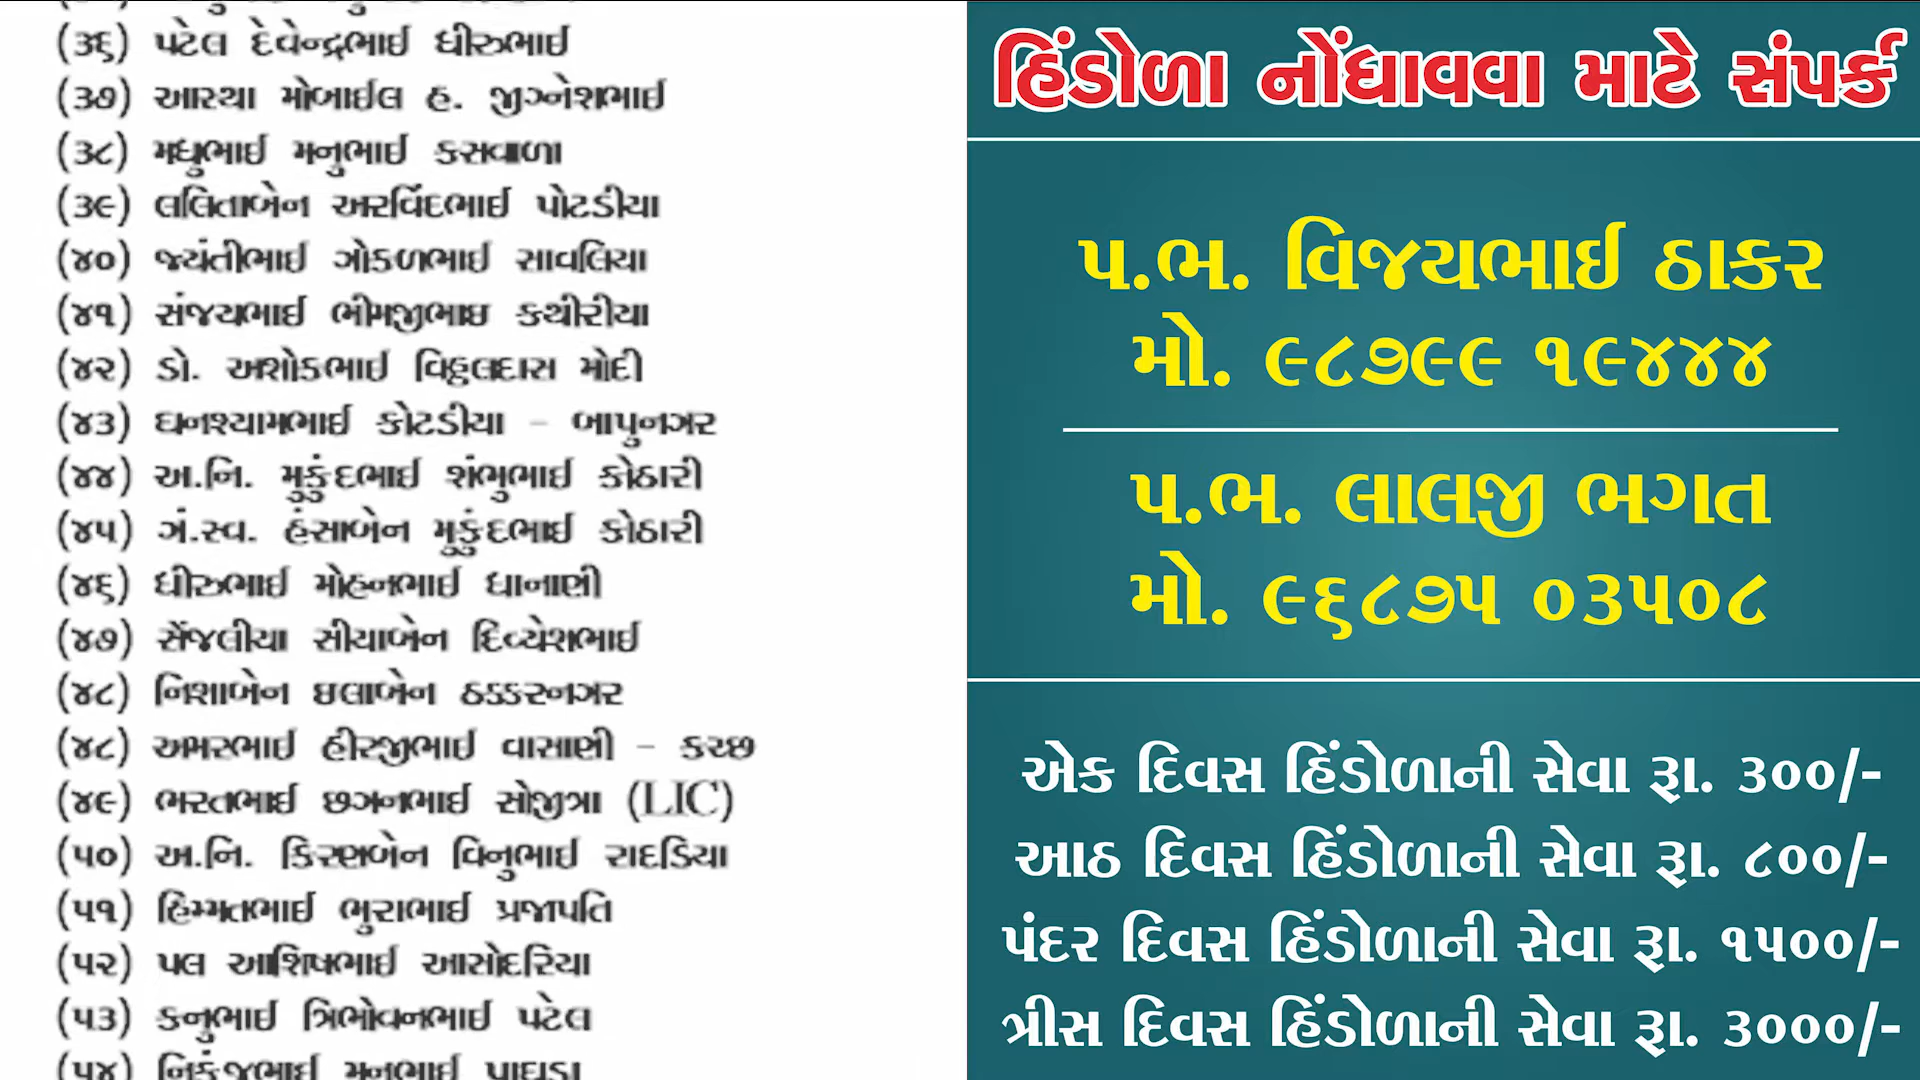 (૩૬) પટેલ દેવેન્દ્રભાઈ ધીરુભાઈ
(૩૭) આસ્થા મોબાઈલ હ. જીગ્નેશભાઈ
(૩૮) મધુભાઈ મનુભાઈ કસવાળા
(૩૯) લલિતાબેન અરવિંદભાઈ પોટડીયા
(૪૦) જ્યંતીભાઈ ગોકળભાઈ સાવલિયા
(૪૧) સંજયભાઈ ભીમજીભાઇ કથીરીયા
(૪૨) ડો. અશોકભાઈ વિઠ્ઠલદાસ મોદી
(૪૩) ઘનશ્યામભાઈ કોટડીયા - બાપુનગર
(૪૪) અ.નિ. મુકુંદભાઈ શંભુભાઈ કોઠારી
(૪૫) ગં.સ્વ. હંસાબેન મુકુંદભાઈ કોઠારી
(૪૬) ધીરુભાઈ મોહનભાઈ ધાનાણી
(૪૭) સેંજલીયા સીયાબેન દિવ્યેશભાઈ
(૪૮) નિશાબેન ઇલાબેન ઠક્કરનગર
(૪૮) અમરભાઈ હીરજીભાઈ વાસાણી - કચ્છ
(૪૯) ભરતભાઈ છગનભાઈ સોજીત્રા (LIC)
(૫૦) અ.નિ. કિરણબેન વિનુભાઈ રાદડિયા
(૫૧) હિમ્મતભાઈ ભુરાભાઈ પ્રજાપતિ
(૫૨) પલ આશિષભાઈ આસોદરિયા
(૫૩) કનુભાઈ ત્રિભોવનભાઈ પટેલ
(૫૪) નિકુંજભાઈ મનુભાઈ
હિંડોળા નોંધાવવા માટે સંપર્ક
પ.ભ. વિજયભાઈ ઠાકર
મો. ૯૮૭૯૯ ૧૯૪૪૪
પ.ભ. લાલજી ભગત
મો. ૯૬૮૭૫ ૦૩૫૦૮
એક દિવસ હિંડોળાની સેવા રૂા. ૩૦૦/-
આઠ દિવસ હિંડોળાની સેવા રૂા. ૮૦૦/-
પંદર દિવસ હિંડોળાની સેવા રૂા. ૧૫૦૦/-
ત્રીસ દિવસ હિંડોળાની સેવા રૂા. ૩૦૦૦/-